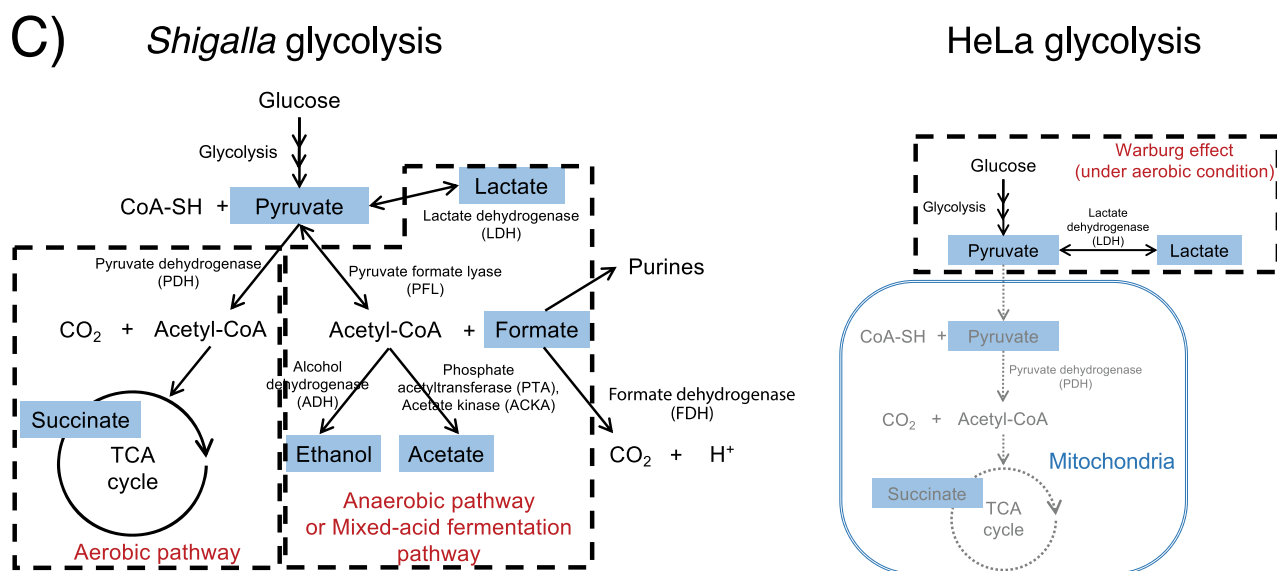 C)
Shigalla glycolysis
Glucose
Glycolysis
CoA-SH + Pyruvate
Lactate
Lactate dehydrogenase
(LDH)
Pyruvate dehydrogenase
(PDH)
Pyruvate formate lyase
(PFL)
Purines
CO2 + Acetyl-CoA
Acetyl-CoA + Formate
Alcohol
dehydrogenase
(ADH)
Phosphate
acetyltransferase (PTA),
Acetate kinase (ACKA)
Formate dehydrogenase
(FDH)
Succinate
TCA
cycle
Ethanol
Acetate
CO2 + H+
Aerobic pathway
Anaerobic pathway
or Mixed-acid fermentation
pathway
HeLa glycolysis
Warburg effect
(under aerobic condition)
Glucose
Glycolysis
Lactate
dehydrogenase
(LDH)
Pyruvate
Lactate
CoA-SH + Pyruvate
Pyruvate dehydrogenase
(PDH)
CO2 + Acetyl-CoA
Mitochondria
Succinate
TCA
cycle